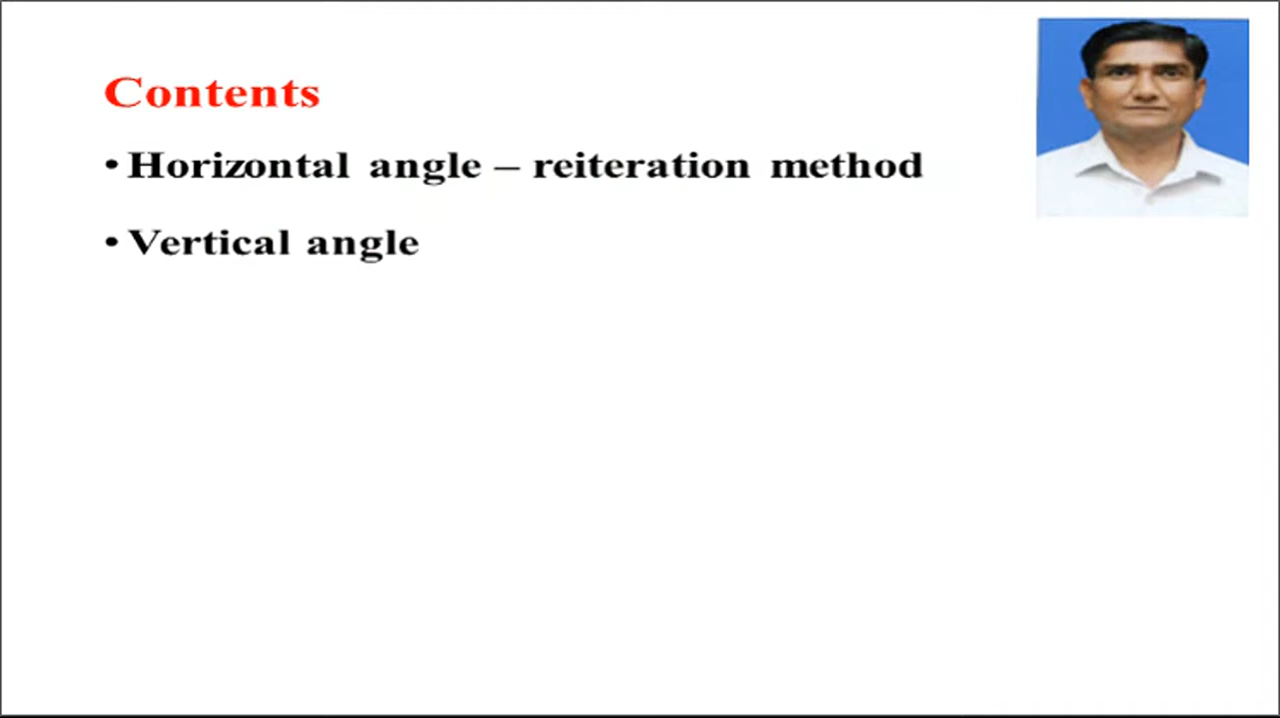 Contents
• Horizontal angle – reiteration method
• Vertical angle